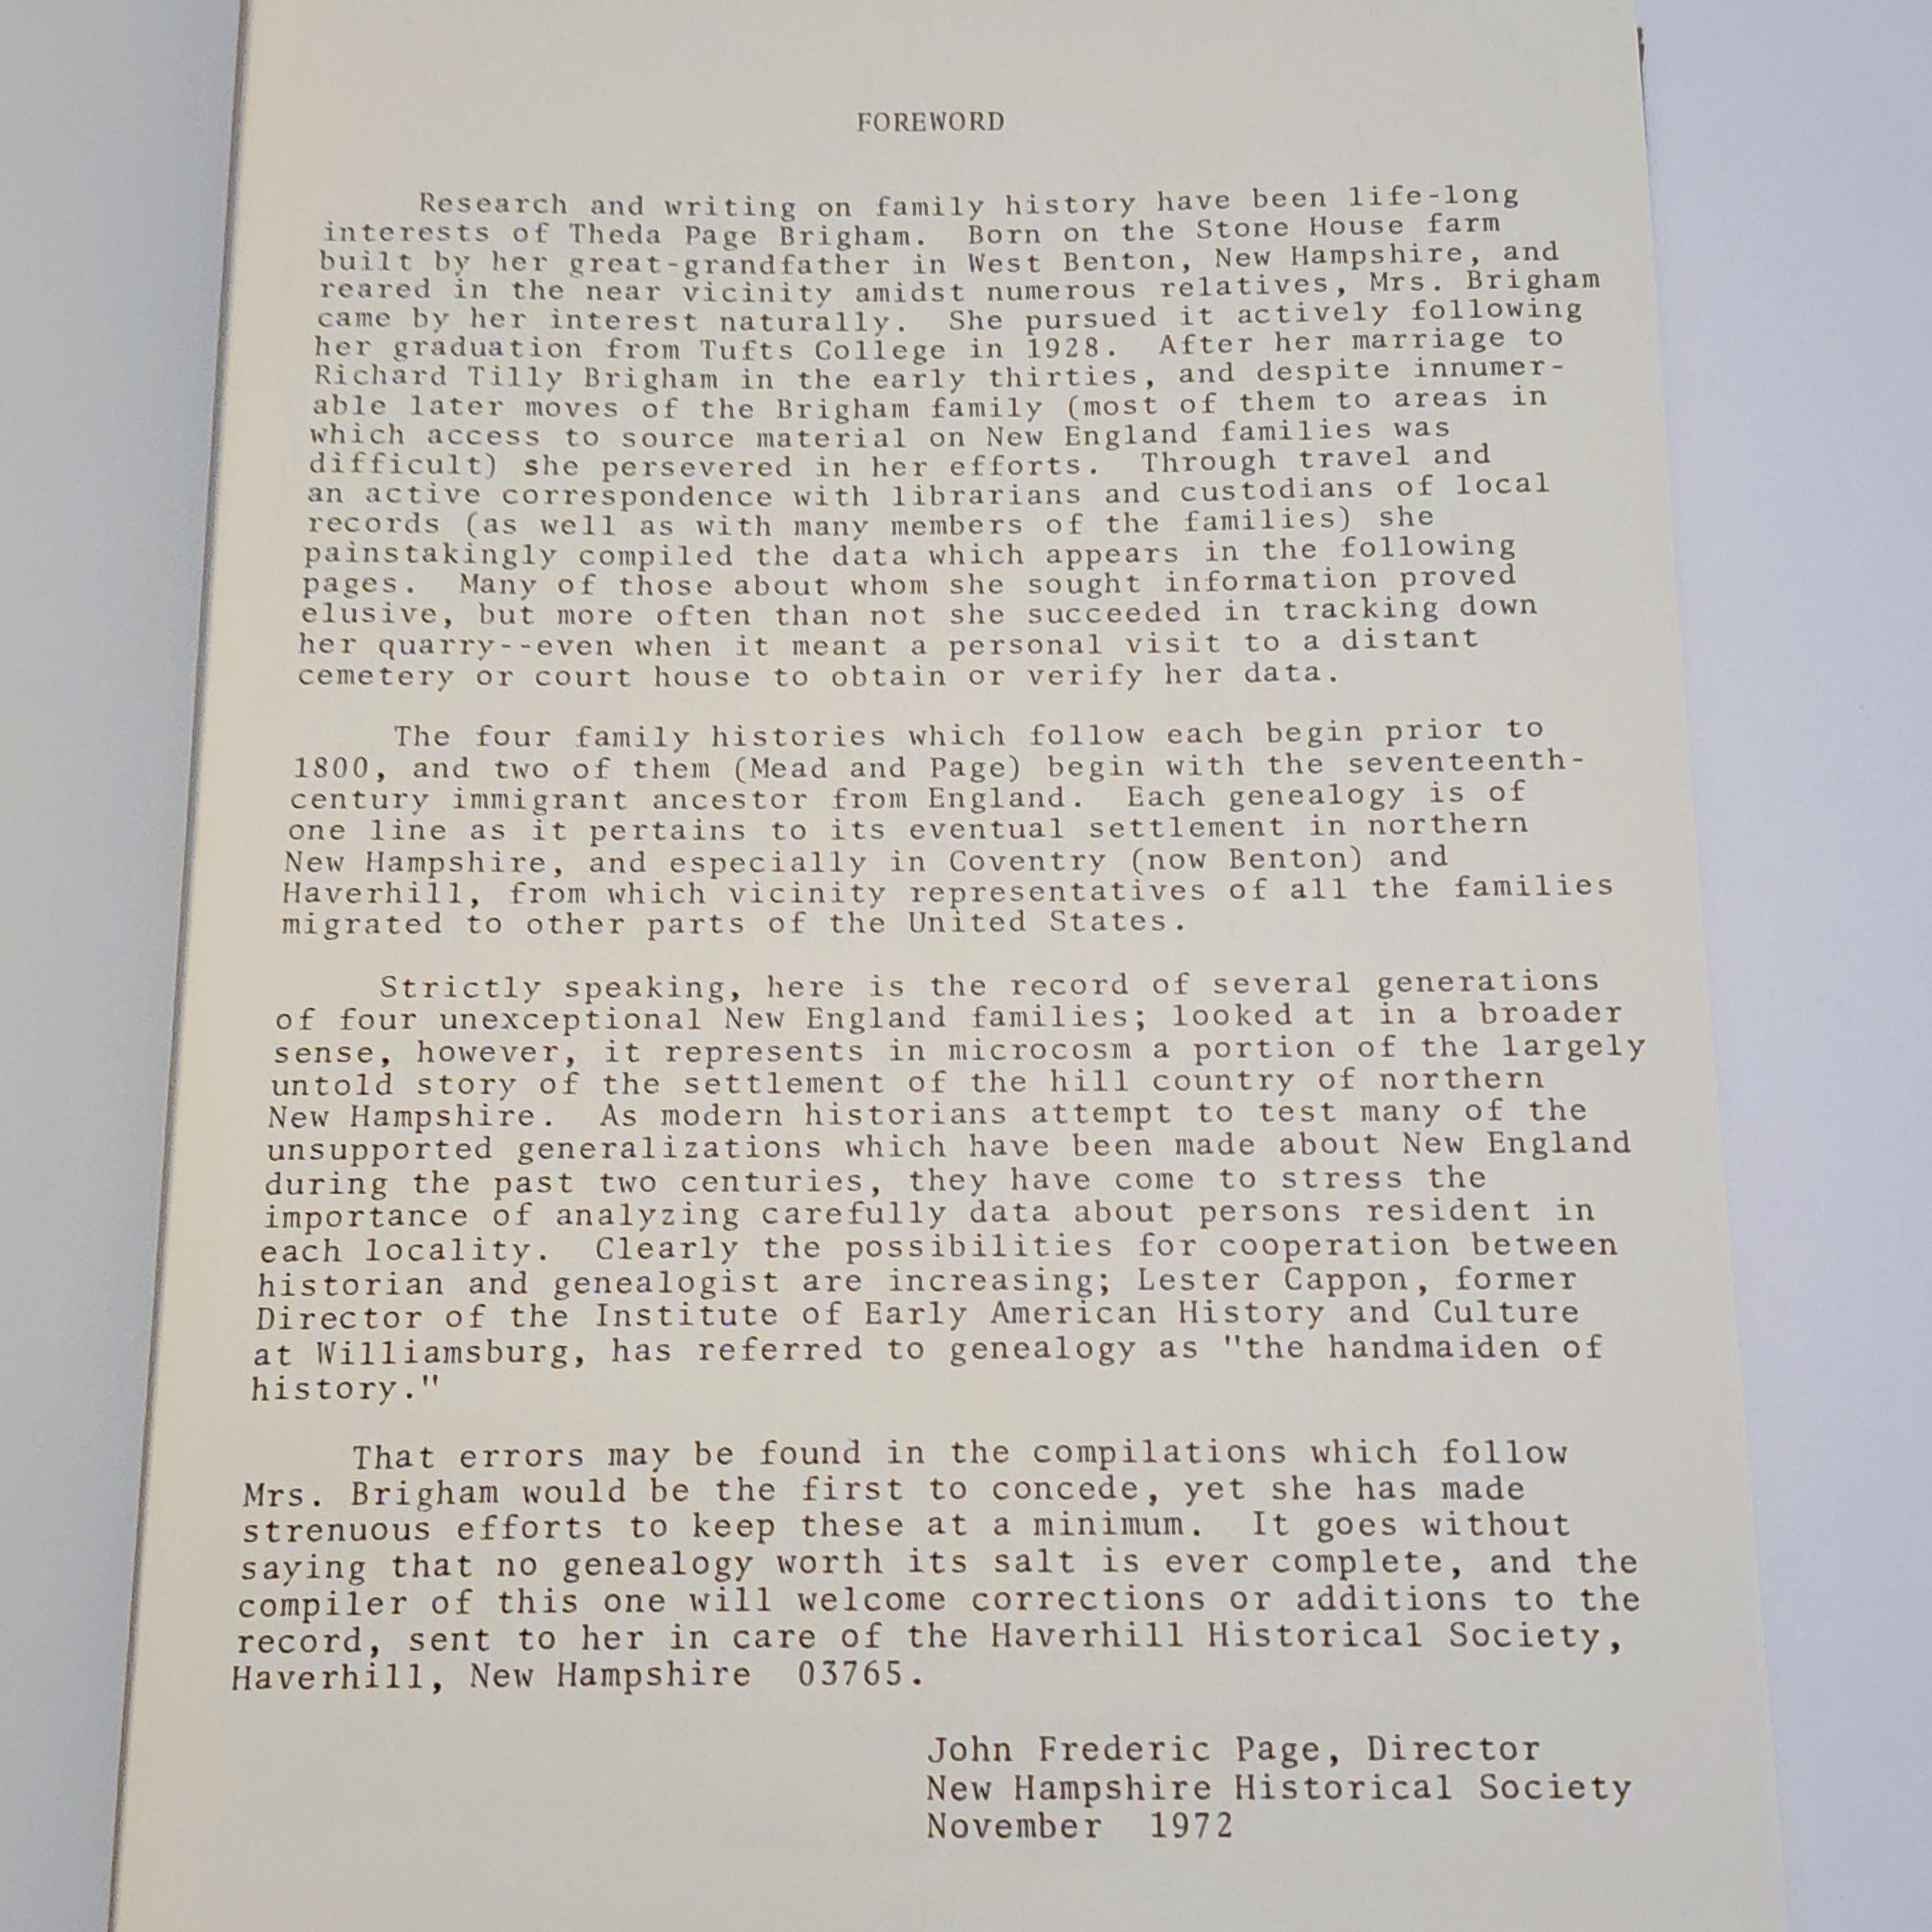 FOREWORD
Research and writing on family history have been life-long
interests of Theda Page Brigham. Born on the Stone House farm
built by her great-grandfather in West Benton, New Hampshire, and
reared in the near vicinity amidst numerous relatives, Mrs. Brigham
came by her interest naturally. She pursued it actively following
her graduation from Tufts College in 1928. After her marriage to
Richard Tilly Brigham in the early thirties, and despite innumer-
able later moves of the Brigham family (most of them to areas in
which access to source material on New England families was
difficult) she persevered in her efforts. Through travel and
an active correspondence with librarians and custodians of local
records (as well as with many members of the families) she
painstakingly compiled the data which appears in the following
pages. Many of those about whom she sought information proved
elusive, but more often than not she succeeded in tracking down
her quarry--even when it meant a personal visit to a distant
cemetery or court house to obtain or verify her data.
The four family histories which follow each begin prior to
1800, and two of them (Mead and Page) begin with the seventeenth-
century immigrant ancestor from England. Each genealogy is of
one line as it pertains to its eventual settlement in northern
New Hampshire, and especially in Coventry (now Benton) and
Haverhill, from which vicinity representatives of all the families
migrated to other parts of the United States.
Strictly speaking, here is the record of several generations
of four unexceptional New England families; looked at in a broader
sense, however, it represents in microcosm a portion of the largely
untold story of the settlement of the hill country of northern
New Hampshire. As modern historians attempt to test many of the
unsupported generalizations which have been made about New England
during the past two centuries, they have come to stress the
importance of analyzing carefully data about persons resident in
each locality. Clearly the possibilities for cooperation between
historian and genealogist are increasing; Lester Cappon, former
Director of the Institute of Early American History and Culture
at Williamsburg, has referred to genealogy as "the handmaiden of
history."
That errors may be found in the compilations which follow
Mrs. Brigham would be the first to concede, yet she has made
strenuous efforts to keep these at a minimum. It goes without
saying that no genealogy worth its salt is ever complete, and the
compiler of this one will welcome corrections or additions to the
record, sent to her in care of the Haverhill Historical Society,
Haverhill, New Hampshire 03765.
John Frederic Page, Director
New Hampshire Historical Society
November 1972